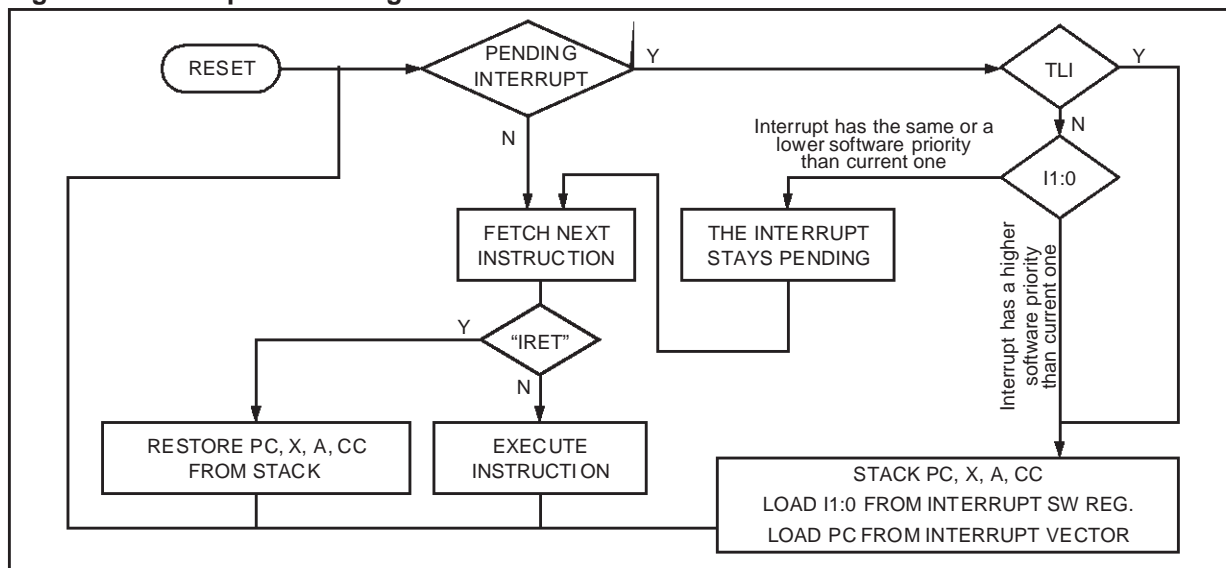 RESET
PENDING
INTERRUPT
Y
TLI
Y
N
N
Interrupt has the same or a
lower software priority
than current one
I1:0
FETCH NEXT
INSTRUCTION
THE INTERRUPT
STAYS PENDING
Interrupt has a higher
software priority
than current one
Y
“IRET”
N
RESTORE PC, X, A, CC
FROM STACK
EXECUTE
INSTRUCTION
STACK PC, X, A, CC
LOAD I1:0 FROM INTERRUPT SW REG.
LOAD PC FROM INTERRUPT VECTOR